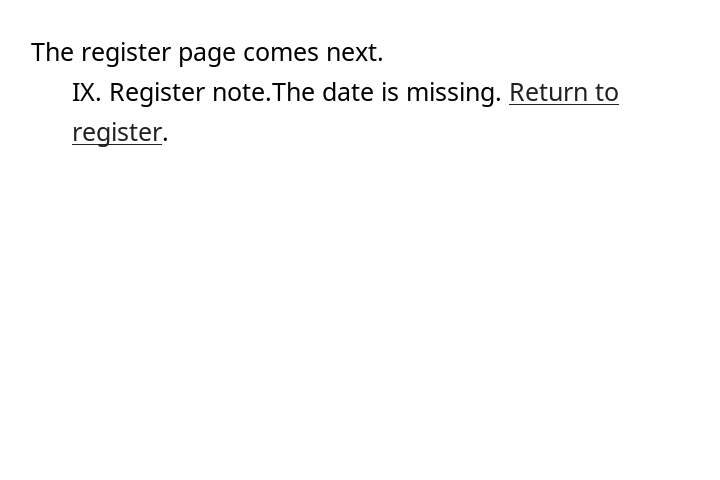 The register page comes next.
IX. Register note.The date is missing. Return to
register.